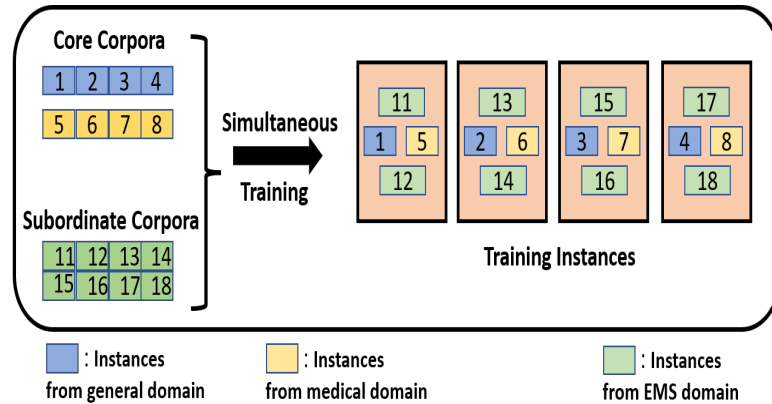 Core Corpora
1 2 3 4
5 6 7 8
Subordinate Corpora
11 12 13 14
15 16 17 18
Simultaneous
Training
11 13 15 17
1 5 2 6 3 7 4 8
12 14 16 18
Training Instances
: Instances
from general domain
: Instances
from medical domain
: Instances
from EMS domain